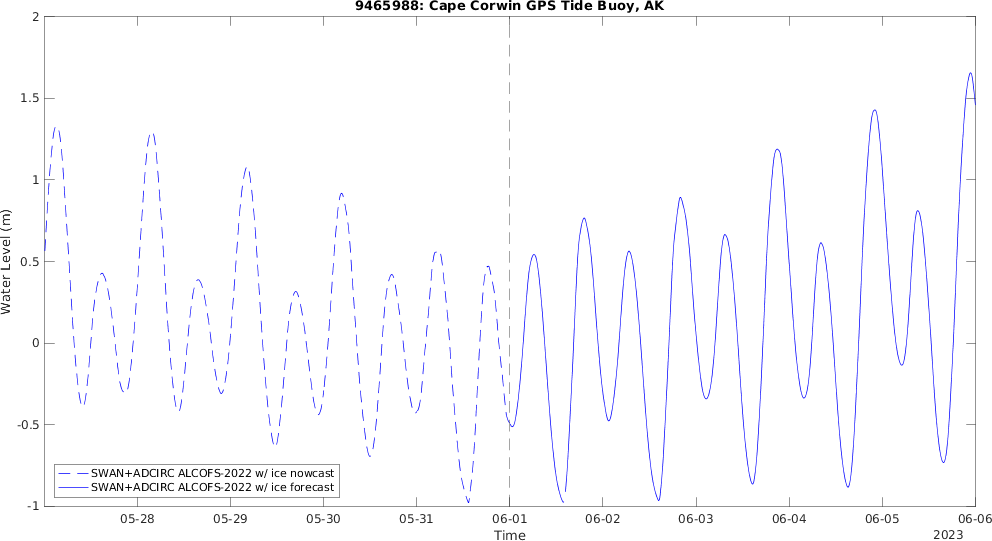 9465988: Cape Corwin GPS Tide Buoy, AK
2
1.5
1
0.5
0
-0.5
-1
Water Level (m)
SWAN+ADCIRC ALCOFS-2022 w/ ice nowcast
SWAN+ADCIRC ALCOFS-2022 w/ ice forecast
05-28 05-29 05-30 05-31 06-01 06-02 06-03 06-04 06-05 06-06
Time
2023